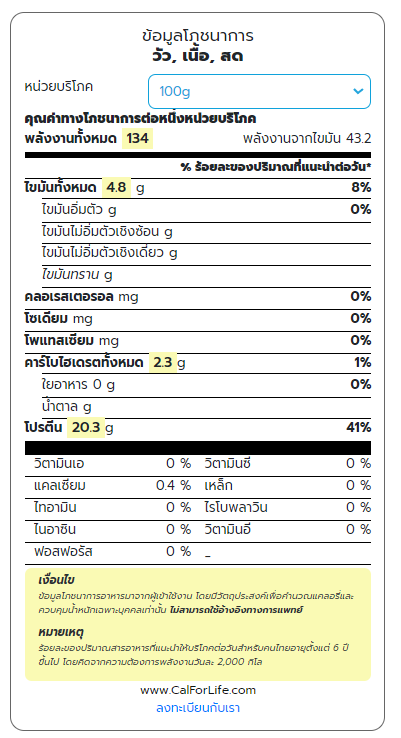 ข้อมูลโภชนาการ
วัว, เนื้อ, สด
หน่วยบริโภค 100g
คุณค่าทางโภชนาการต่อหนึ่งหน่วยบริโภค
พลังงานทั้งหมด 134 พลังงานจากไขมัน 43.2
% ร้อยละของปริมาณที่แนะนำต่อวัน*
ไขมันทั้งหมด 4.8 g 8%
ไขมันอิ่มตัว g 0%
ไขมันไม่อิ่มตัวเชิงซ้อน g
ไขมันไม่อิ่มตัวเชิงเดี่ยว g
ไขมันทราน g
คลอเรสเตอรอล mg 0%
โซเดียม mg 0%
โพแทสเซียม mg 0%
คาร์โบไฮเดรตทั้งหมด 2.3 g 1%
ใยอาหาร 0 g 0%
น้ำตาล g
โปรตีน 20.3 g 41%
วิตามินเอ 0 % วิตามินซี 0 %
แคลเซียม 0.4 % เหล็ก 0 %
ไทอามิน 0 % ไรโบพลาวิน 0 %
ไนอาซิน 0 % วิตามินอี 0 %
ฟอสฟอรัส 0 % _
เงื่อนไข
ข้อมูลโภชนาการอาหารมาจากผู้เข้าใช้งาน โดยมีวัตถุประสงค์เพื่อคำนวณแคลอรี่และ
ควบคุมน้ำหนักเฉพาะบุคคลเท่านั้น ไม่สามารถใช้อ้างอิงทางการแพทย์
หมายเหตุ
ร้อยละของปริมาณสารอาหารที่แนะนำให้บริโภคต่อวันสำหรับคนไทยอายุตั้งแต่ 6 ปี
ขึ้นไป โดยคิดจากความต้องการพลังงานวันละ 2,000 กิโล
www.CalForLife.com
ลงทะเบียนกับเรา